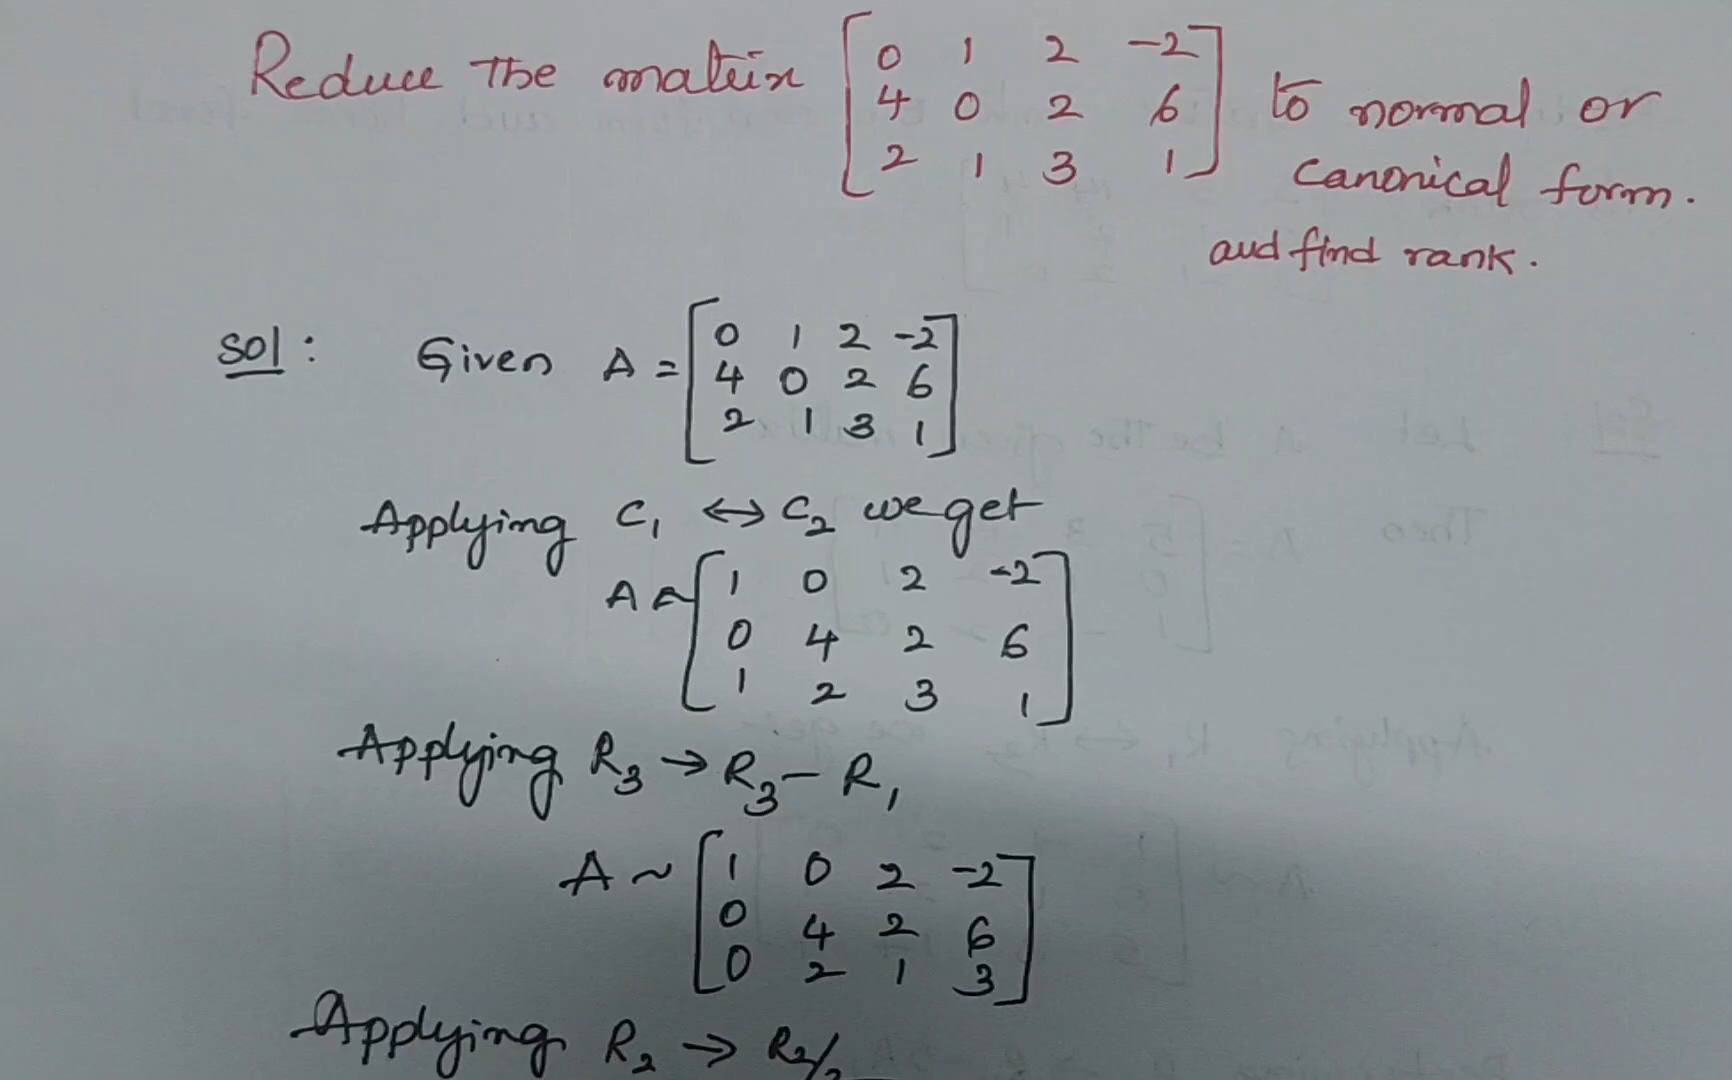 Reduce the matrix [0 1 2 -2
4 0 2 6
2 1 3 1] to normal or
canonical form.
and find rank.
Sol: Given A = [0 1 2 -2
4 0 2 6
2 1 3 1]
Applying C₁ ↔ C₂ we get
A ~ [1 0 2 -2
0 4 2 6
1 2 3 1]
Applying R₃ → R₃ - R₁
A ~ [1 0 2 -2
0 4 2 6
0 2 1 3]
Applying R₂ → R₂/2